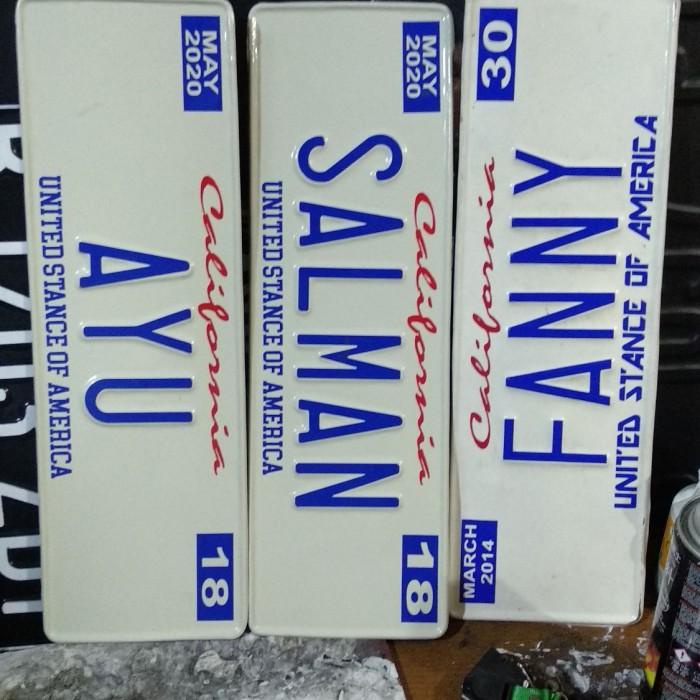 MAY
2020
California
18
AYU
UNITED STANCE OF AMERICA
MAY
2020
California
18
SALMAN
UNITED STANCE OF AMERICA
MARCH
2014
California
30
FANNY
UNITED STANCE OF AMERICA